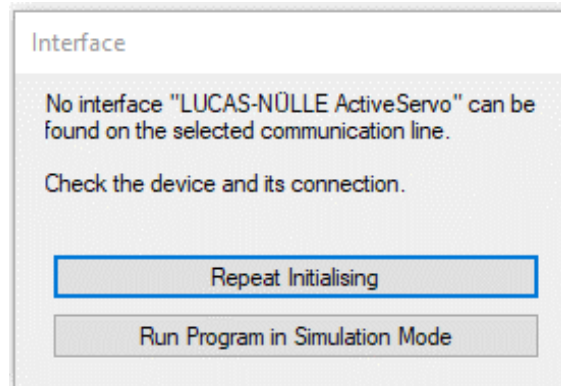 Interface
No interface "LUCAS-NÜLLE ActiveServo" can be
found on the selected communication line.
Check the device and its connection.
Repeat Initialising
Run Program in Simulation Mode